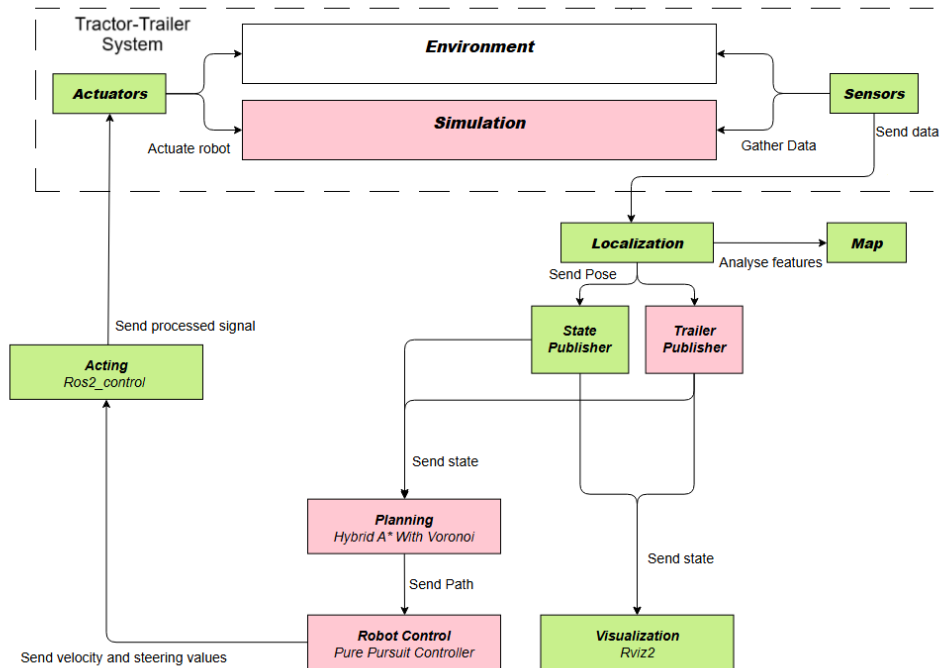 Tractor-Trailer
System
Environment
Actuators
Sensors
Simulation
Actuate robot
Gather Data
Send data
Localization
Map
Analyse features
Send Pose
State
Publisher
Trailer
Publisher
Send processed signal
Acting
Ros2_control
Send state
Planning
Hybrid A* With Voronoi
Send state
Send Path
Robot Control
Pure Pursuit Controller
Visualization
Rviz2
Send velocity and steering values